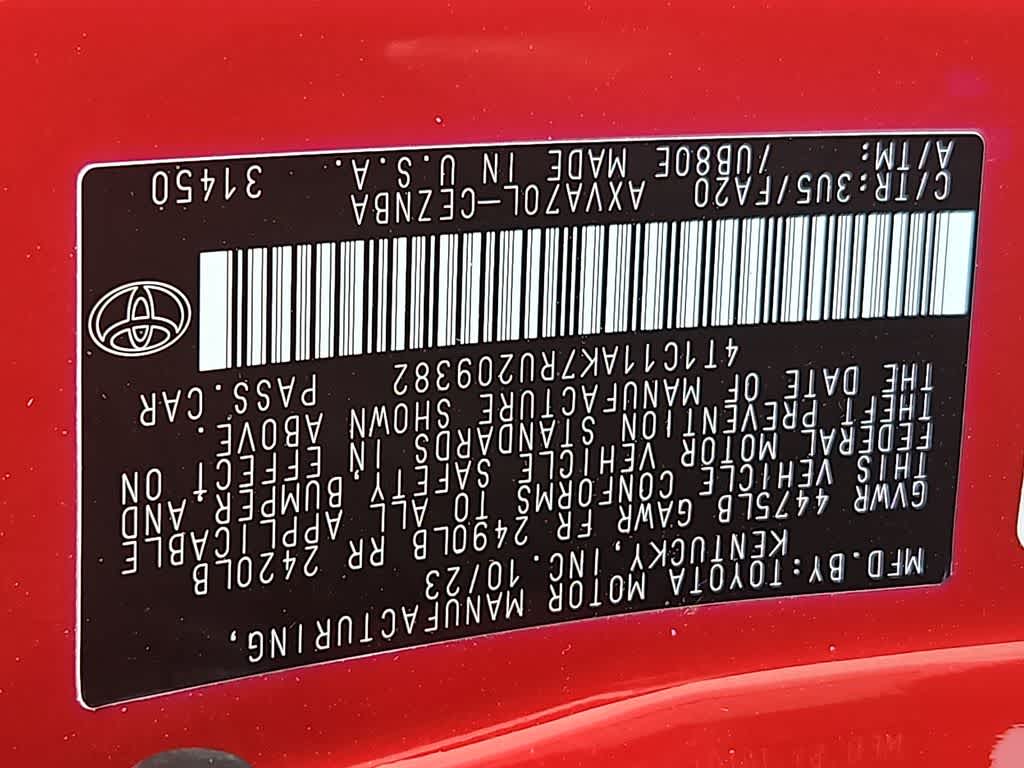 MFD.BY:TOYOTA MOTOR MANUFACTURING,
KENTUCKY, INC. 10/23
GVWR 4475LB GAWR FR 2490LB RR 2420LB
THIS VEHICLE CONFORMS TO ALL APPLICABLE
FEDERAL MOTOR VEHICLE SAFETY, BUMPER, AND
THEFT PREVENTION STANDARDS IN EFFECT ON
THE DATE OF MANUFACTURE SHOWN ABOVE.
4T1C11AK7RU209382 PASS.CAR
C/TR:3U5/FA20 AXVA70L-CEZNBA 31450
A/TM: /UB80E MADE IN U.S.A.